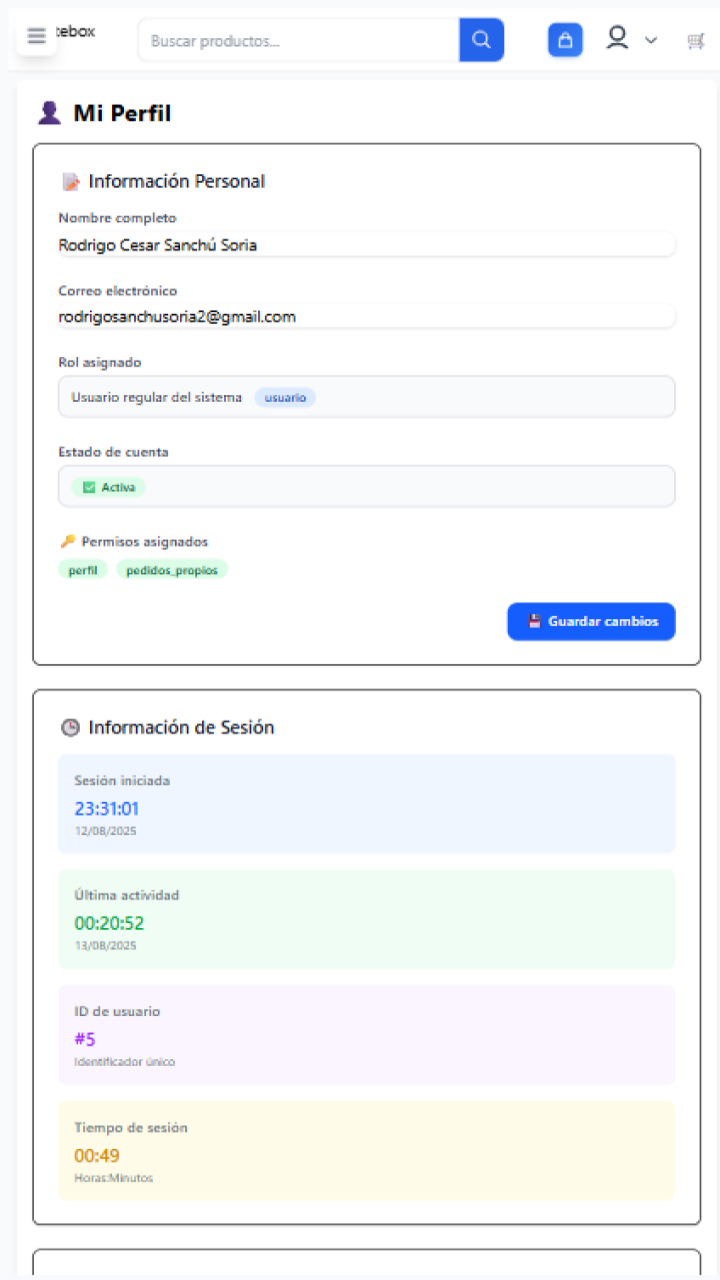 tebox
Buscar productos...
Mi Perfil
Información Personal
Nombre completo
Rodrigo Cesar Sanchú Soria
Correo electrónico
rodrigosanchusoria2@gmail.com
Rol asignado
Usuario regular del sistema usuario
Estado de cuenta
Activa
Permisos asignados
perfil pedidos_propios
Guardar cambios
Información de Sesión
Sesión iniciada
23:31:01
12/08/2025
Última actividad
00:20:52
13/08/2025
ID de usuario
#5
Identificador único
Tiempo de sesión
00:49
Horas:Minutos